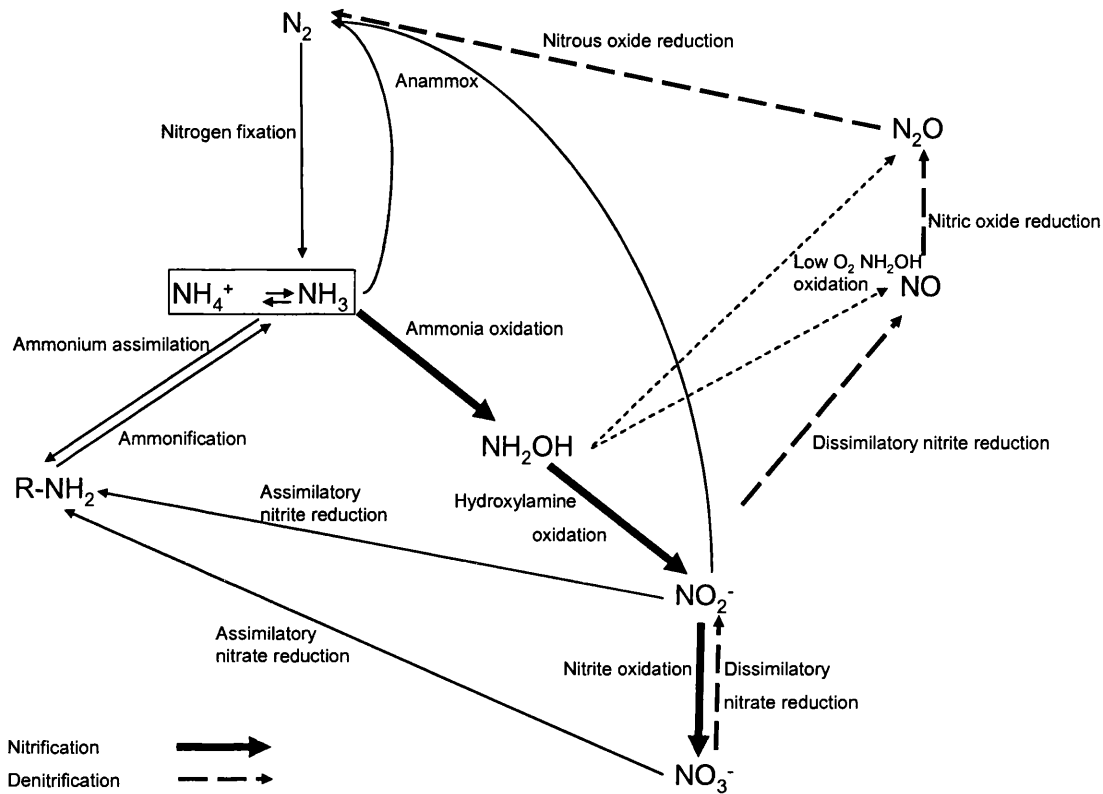 N₂
Nitrous oxide reduction
Anammox
Nitrogen fixation
N₂O
Nitric oxide reduction
Low O₂ NH₂OH
oxidation
NO
NH₄⁺ ⇌ NH₃
Ammonia oxidation
Ammonium assimilation
Ammonification
NH₂OH
Dissimilatory nitrite reduction
R-NH₂
Assimilatory
nitrite reduction
Hydroxylamine
oxidation
NO₂⁻
Assimilatory
nitrate reduction
Nitrite oxidation
Dissimilatory
nitrate reduction
NO₃⁻
Nitrification
Denitrification